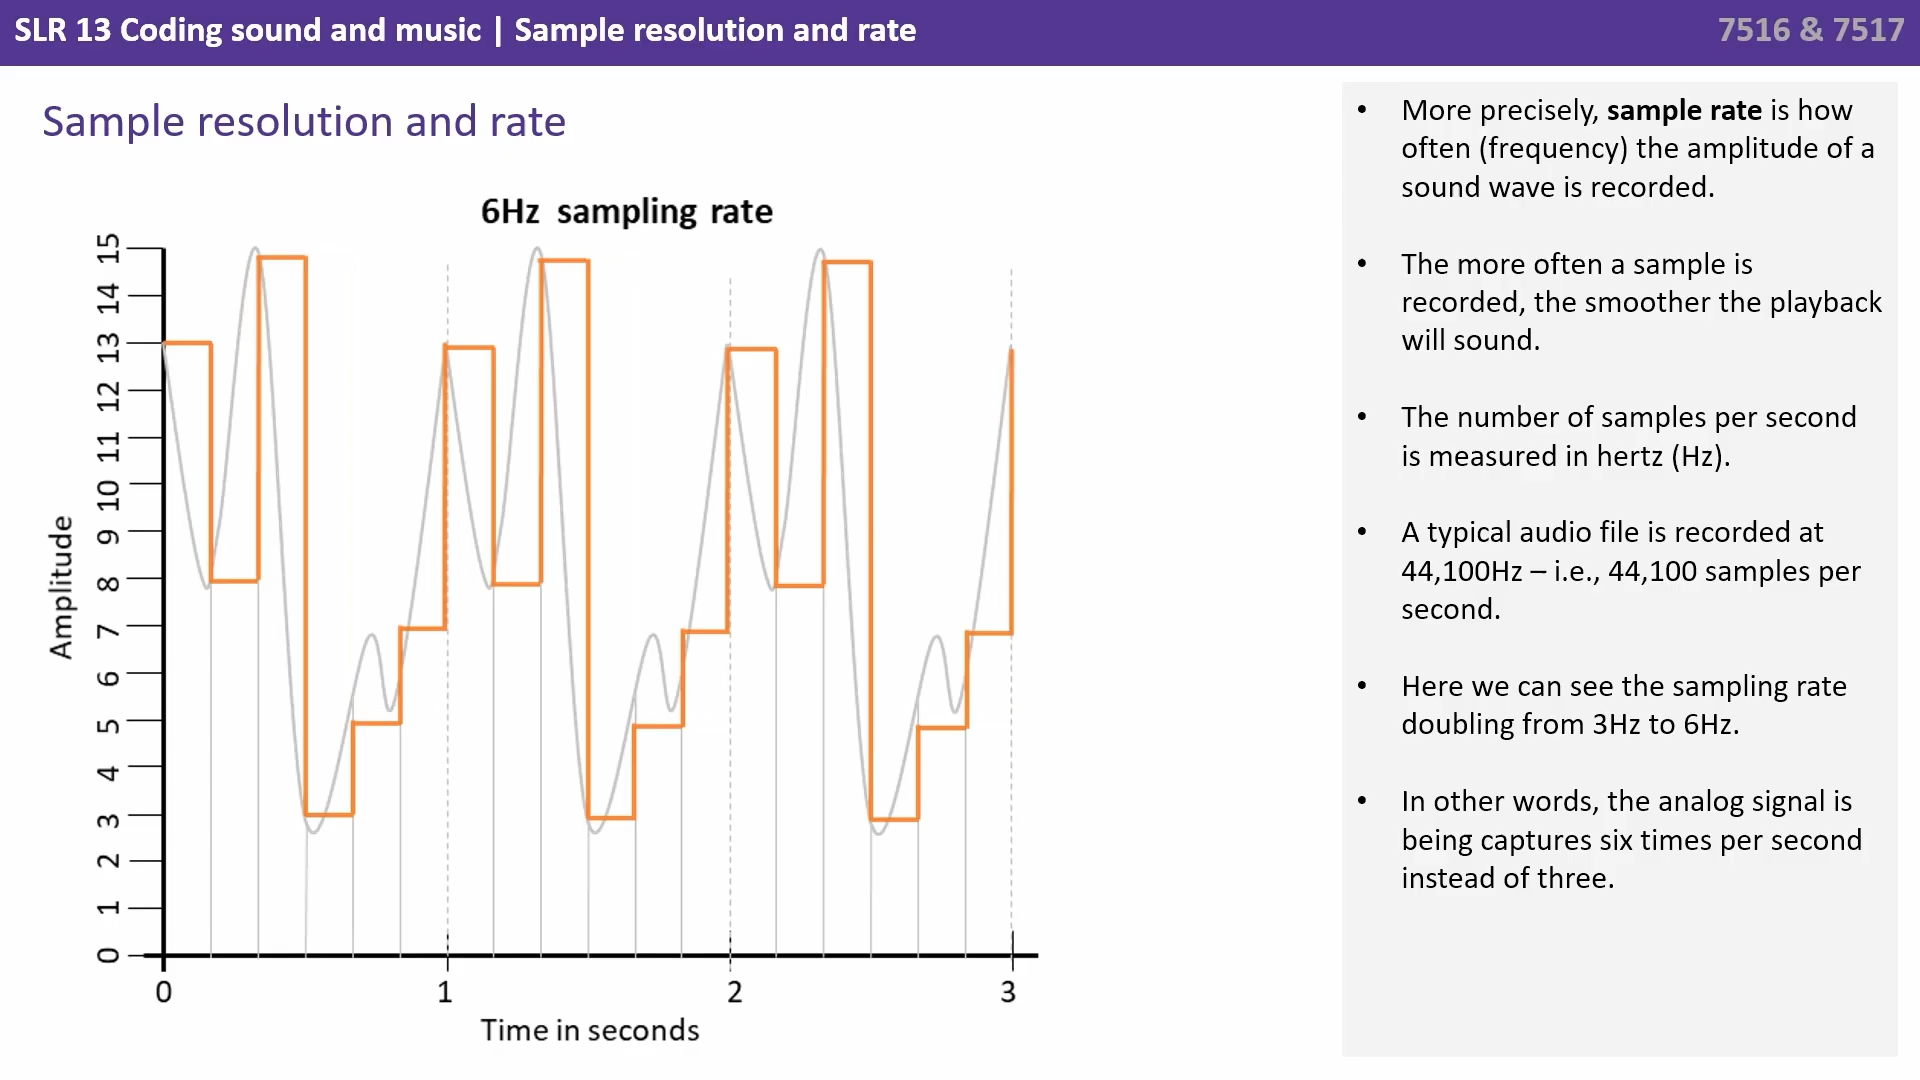 SLR 13 Coding sound and music | Sample resolution and rate
7516 & 7517
Sample resolution and rate
6Hz sampling rate
15
14
13
12
11
10
9
8
7
6
5
4
3
2
1
0
Amplitude
0 1 2 3
Time in seconds
• More precisely, sample rate is how
often (frequency) the amplitude of a
sound wave is recorded.
• The more often a sample is
recorded, the smoother the playback
will sound.
• The number of samples per second
is measured in hertz (Hz).
• A typical audio file is recorded at
44,100Hz – i.e., 44,100 samples per
second.
• Here we can see the sampling rate
doubling from 3Hz to 6Hz.
• In other words, the analog signal is
being captures six times per second
instead of three.